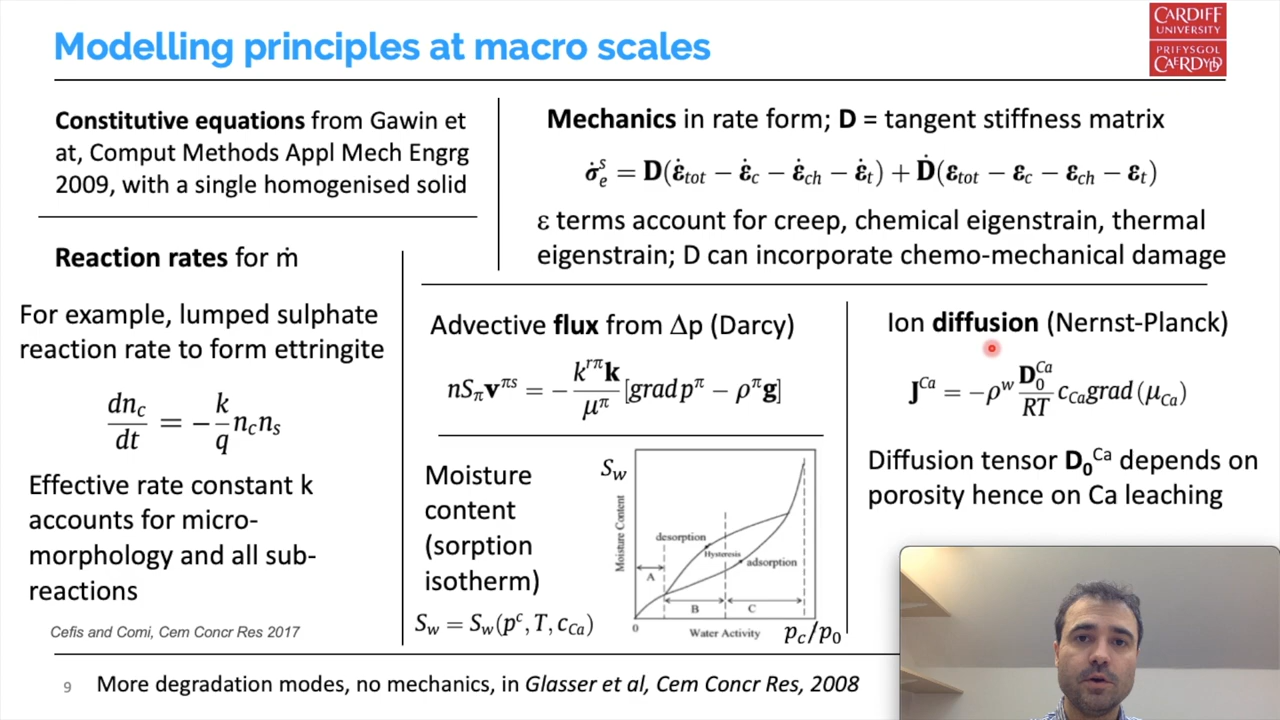 Modelling principles at macro scales
CARDIFF
UNIVERSITY
PRIFYSGOL
CAERDYDD
Constitutive equations from Gawin et
at, Comput Methods Appl Mech Engrg
2009, with a single homogenised solid
Mechanics in rate form; D = tangent stiffness matrix
σ̇ₑˢ = D(ε̇_tot − ε̇_c − ε̇_ch − ε̇_t) + Ḋ(ε_tot − ε_c − ε_ch − ε_t)
ε terms account for creep, chemical eigenstrain, thermal
eigenstrain; D can incorporate chemo-mechanical damage
Reaction rates for ṁ
For example, lumped sulphate
reaction rate to form ettringite
dn_c/dt = −(k/q) n_c n_s
Effective rate constant k
accounts for micro-
morphology and all sub-
reactions
Cefis and Comi, Cem Concr Res 2017
Advective flux from Δp (Darcy)
nS_π v^πs = −(k^rπ k/μ^π) [grad p^π − ρ^π g]
Moisture
content
(sorption
isotherm)
S_w = S_w(p^c, T, c_Ca)
S_w
Moisture Content
desorption
Hysteresis
adsorption
A
B
C
0
Water Activity
p_c/p_0
Ion diffusion (Nernst-Planck)
J^Ca = −ρ^w (D_0^Ca/RT) c_Ca grad (μ_Ca)
Diffusion tensor D_0^Ca depends on
porosity hence on Ca leaching
9
More degradation modes, no mechanics, in Glasser et al, Cem Concr Res, 2008